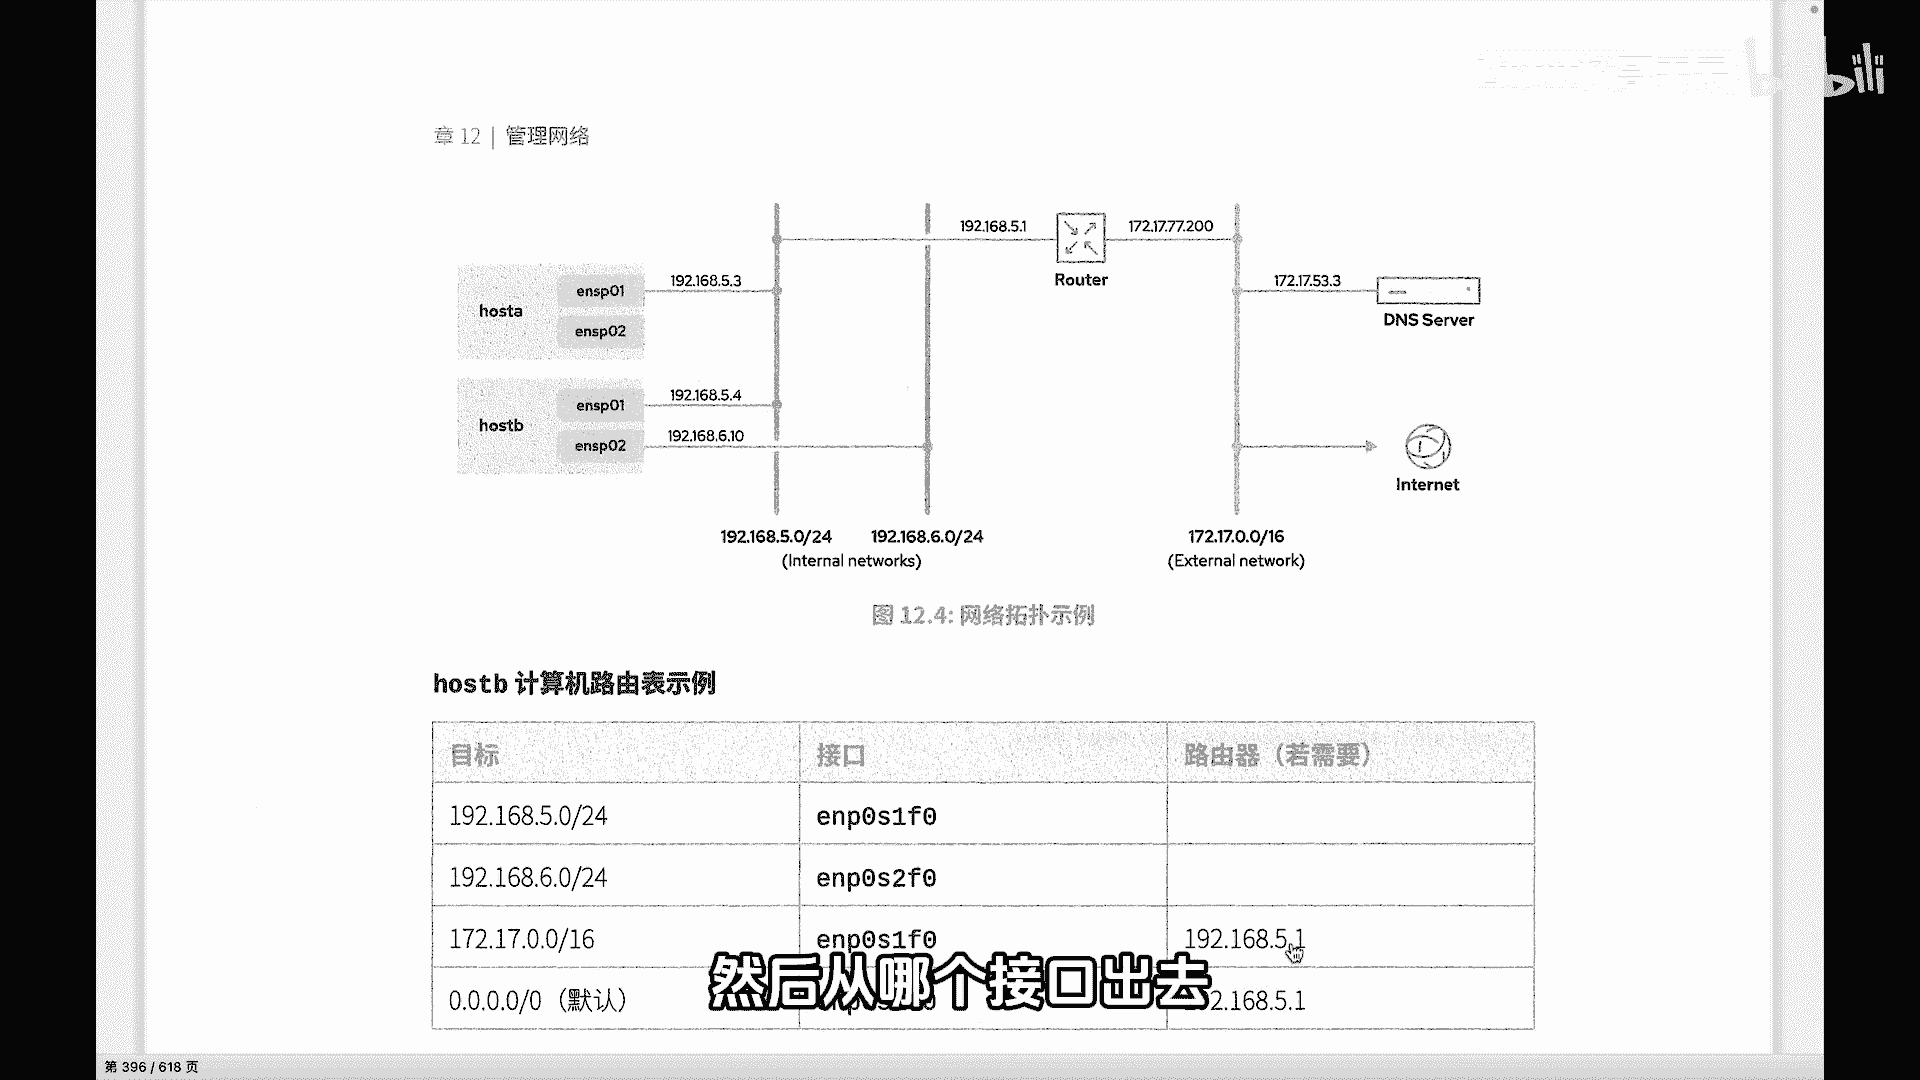 bili
章 12 | 管理网络
192.168.5.1
172.17.77.200
Router
192.168.5.3
172.17.53.3
hosta
ensp01
ensp02
DNS Server
192.168.5.4
hostb
ensp01
192.168.6.10
ensp02
Internet
192.168.5.0/24
192.168.6.0/24
172.17.0.0/16
(Internal networks)
(External network)
图 12.4: 网络拓扑示例
hostb 计算机路由表示例
目标 接口 路由器（若需要）
192.168.5.0/24 enp0s1f0
192.168.6.0/24 enp0s2f0
172.17.0.0/16 enp0s1f0 192.168.5.1
0.0.0.0/0（默认） 192.168.5.1
然后从哪个接口出去
第 396 / 618 页